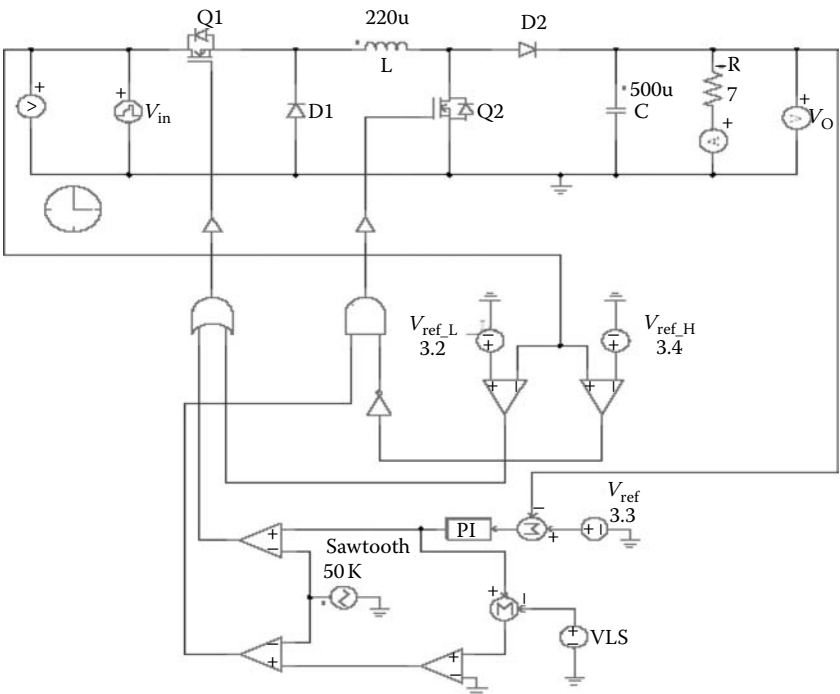 Q1
220u
L
D2
V
Vin
D1
Q2
500u
C
R
7
A
V
VO
Vref_L
3.2
Vref_H
3.4
Vref
3.3
PI
Sawtooth
50 K
VLS